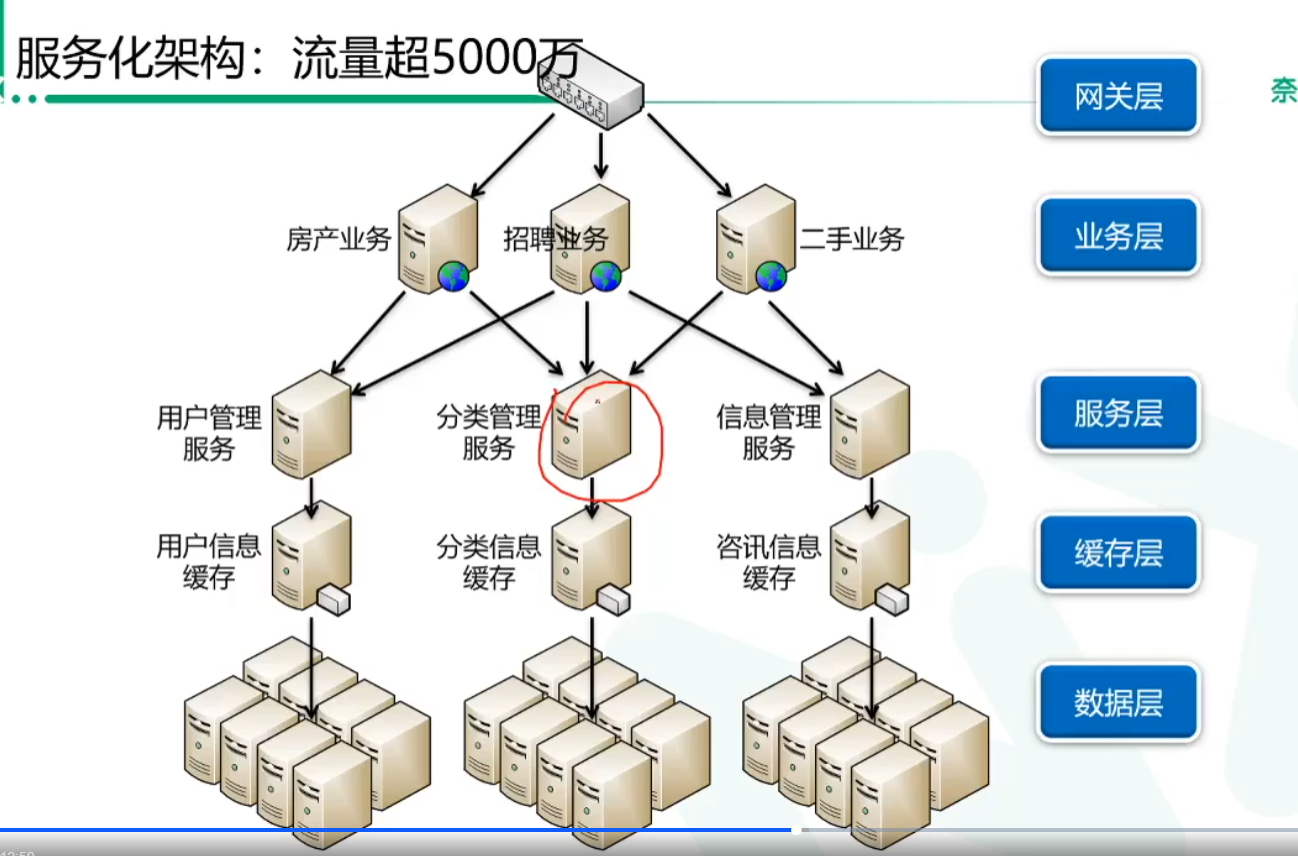 服务化架构：流量超5000万
网关层
奈
房产业务
招聘业务
二手业务
业务层
用户管理
服务
分类管理
服务
信息管理
服务
服务层
用户信息
缓存
分类信息
缓存
咨讯信息
缓存
缓存层
数据层